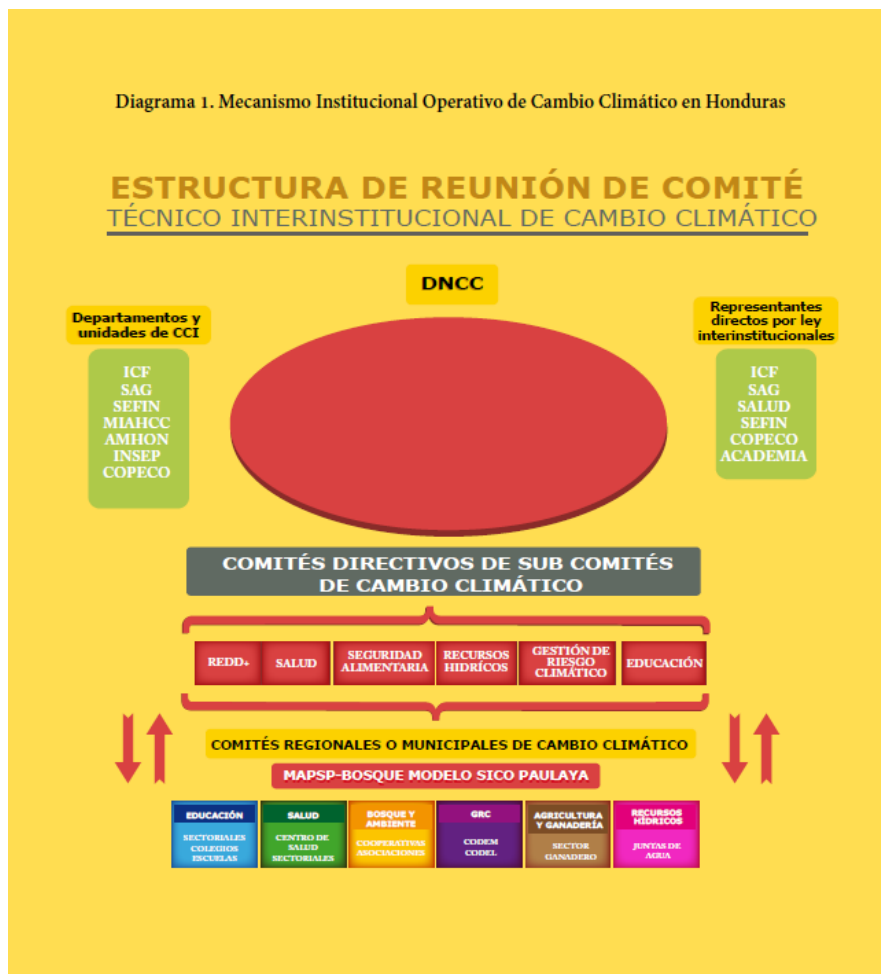 Diagrama 1. Mecanismo Institucional Operativo de Cambio Climático en Honduras
ESTRUCTURA DE REUNIÓN DE COMITÉ
TÉCNICO INTERINSTITUCIONAL DE CAMBIO CLIMÁTICO
DNCC
Departamentos y
unidades de CCI
ICF
SAG
SEFIN
MIAHCC
AMHON
INSEP
COPECO
Representantes
directos por ley
interinstitucionales
ICF
SAG
SALUD
SEFIN
COPECO
ACADEMIA
COMITÉS DIRECTIVOS DE SUB COMITÉS
DE CAMBIO CLIMÁTICO
REDD+
SALUD
SEGURIDAD
ALIMENTARIA
RECURSOS
HIDRÍCOS
GESTIÓN DE
RIESGO
CLIMÁTICO
EDUCACIÓN
COMITÉS REGIONALES O MUNICIPALES DE CAMBIO CLIMÁTICO
MAPSP-BOSQUE MODELO SICO PAULAYA
EDUCACIÓN
SECTORIALES
COLEGIOS
ESCUELAS
SALUD
CENTRO DE
SALUD
SECTORIALES
BOSQUE Y
AMBIENTE
COOPERATIVAS
ASOCIACIONES
GRC
CODEM
CODEL
AGRICULTURA
Y GANADERÍA
SECTOR
GANADERO
RECURSOS
HÍDRICOS
JUNTAS DE
AGUA